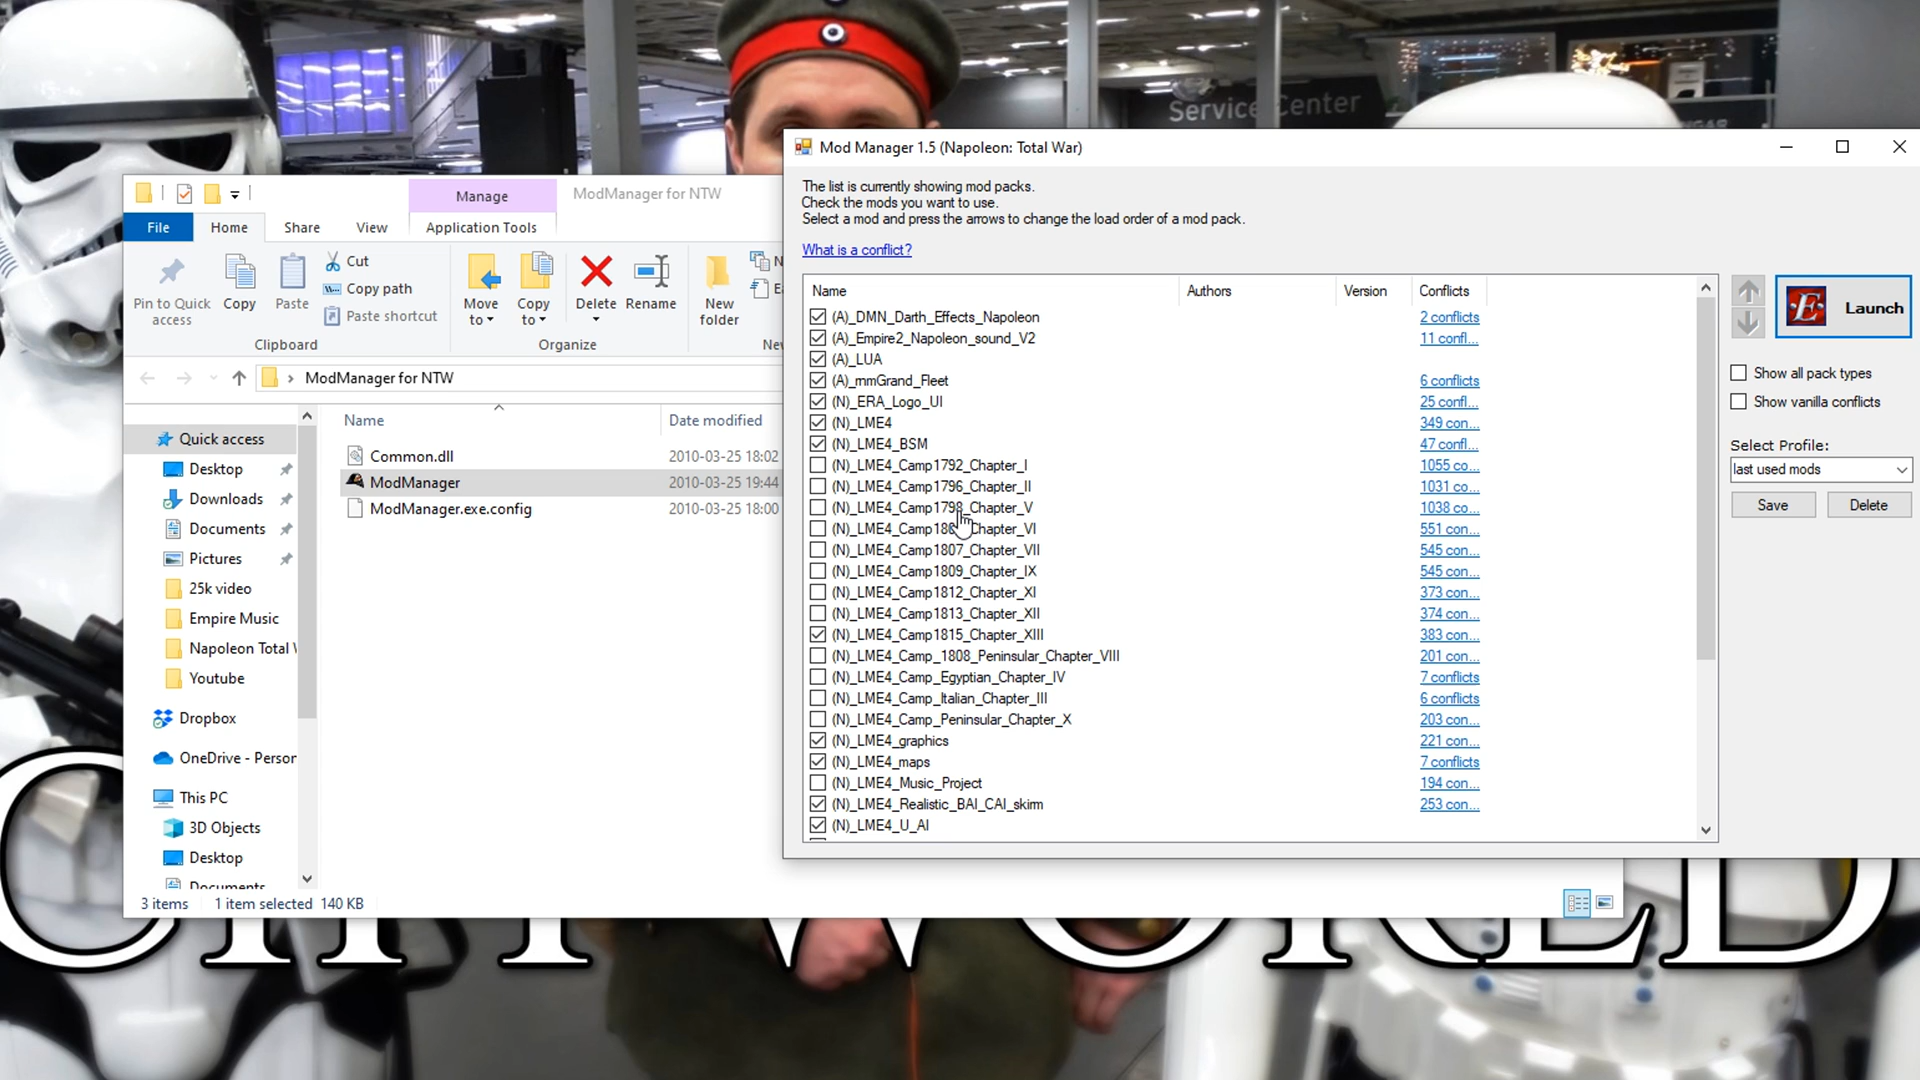 Service Center
Mod Manager 1.5 (Napoleon: Total War)
The list is currently showing mod packs.
Check the mods you want to use.
Select a mod and press the arrows to change the load order of a mod pack.
What is a conflict?
Name Authors Version Conflicts
(A)_DMN_Darth_Effects_Napoleon 2 conflicts
(A)_Empire2_Napoleon_sound_V2 11 confl...
(A)_LUA
(A)_mmGrand_Fleet 6 conflicts
(N)_ERA_Logo_UI 25 confl...
(N)_LME4 349 con...
(N)_LME4_BSM 47 confl...
(N)_LME4_Camp1792_Chapter_I 1055 co...
(N)_LME4_Camp1796_Chapter_II 1031 co...
(N)_LME4_Camp1798_Chapter_V 1038 co...
(N)_LME4_Camp18 Chapter_VI 551 con...
(N)_LME4_Camp1807_Chapter_VII 545 con...
(N)_LME4_Camp1809_Chapter_IX 545 con...
(N)_LME4_Camp1812_Chapter_XI 373 con...
(N)_LME4_Camp1813_Chapter_XII 374 con...
(N)_LME4_Camp1815_Chapter_XIII 383 con...
(N)_LME4_Camp_1808_Peninsular_Chapter_VIII 201 con...
(N)_LME4_Camp_Egyptian_Chapter_IV 7 conflicts
(N)_LME4_Camp_Italian_Chapter_III 6 conflicts
(N)_LME4_Camp_Peninsular_Chapter_X 203 con...
(N)_LME4_graphics 221 con...
(N)_LME4_maps 7 conflicts
(N)_LME4_Music_Project 194 con...
(N)_LME4_Realistic_BAI_CAI_skirm 253 con...
(N)_LME4_U_AI
Launch
Show all pack types
Show vanilla conflicts
Select Profile:
last used mods
Save Delete
Manage ModManager for NTW
File Home Share View Application Tools
Pin to Quick access
Copy
Paste
Cut
Copy path
Paste shortcut
Clipboard
Move to
Copy to
Delete
Rename
Organize
New folder
ModManager for NTW
Name Date modified
Common.dll 2010-03-25 18:02
ModManager 2010-03-25 19:44
ModManager.exe.config 2010-03-25 18:00
Quick access
Desktop
Downloads
Documents
Pictures
25k video
Empire Music
Napoleon Total
Youtube
Dropbox
OneDrive - Person
This PC
3D Objects
Desktop
Documents
3 items 1 item selected 140 KB